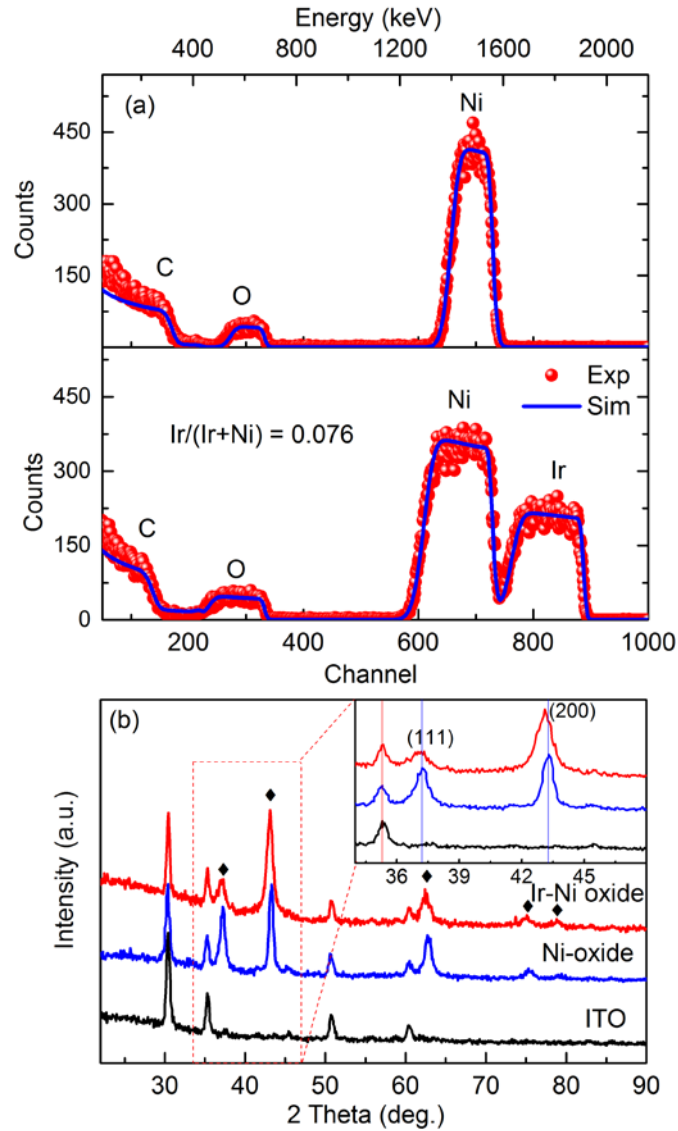 Energy (keV)
400 800 1200 1600 2000
(a)
Ni
450
300
150
Counts
C
O
450
300
150
0
Counts
Ni
Exp
Sim
Ir/(Ir+Ni) = 0.076
Ir
C
O
200 400 600 800 1000
Channel
(b)
(200)
(111)
36 39 42 45
Ir-Ni oxide
Ni-oxide
ITO
Intensity (a.u.)
30 40 50 60 70 80 90
2 Theta (deg.)